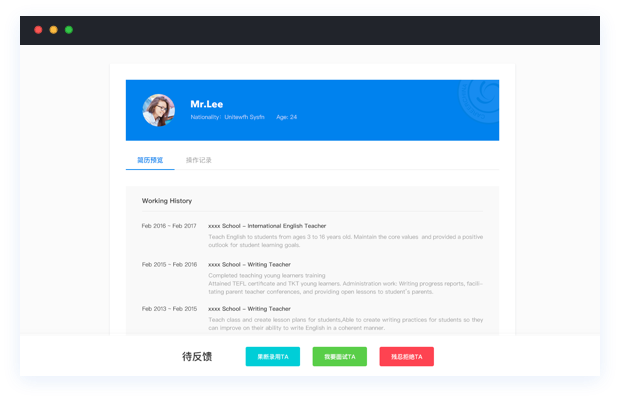 Mr.Lee
Nationality: Unitewfh Systh Age: 24
简历预览 操作记录
Working History
Feb 2016 - Feb 2017 xxxx School - International English Teacher
Teach English to students from ages 3 to 16 years old. Maintain the core values and provided a positive
outlook for student learning goals.
Feb 2015 - Feb 2016 xxxx School - Writing Teacher
Completed teaching young learners training
Attained TEFL certificate and TKT young learners; Administration work: Writing progress reports, facili-
tating parent teacher conferences, and providing open lessons to student's parents.
Feb 2013 - Feb 2015 xxxx School - Writing Teacher
Teach class and create lesson plans for students,Able to create writing practices for students so they
can improve on their ability to write English in a coherent manner.
待反馈 果断录用TA 我要面试TA 残忍拒绝TA